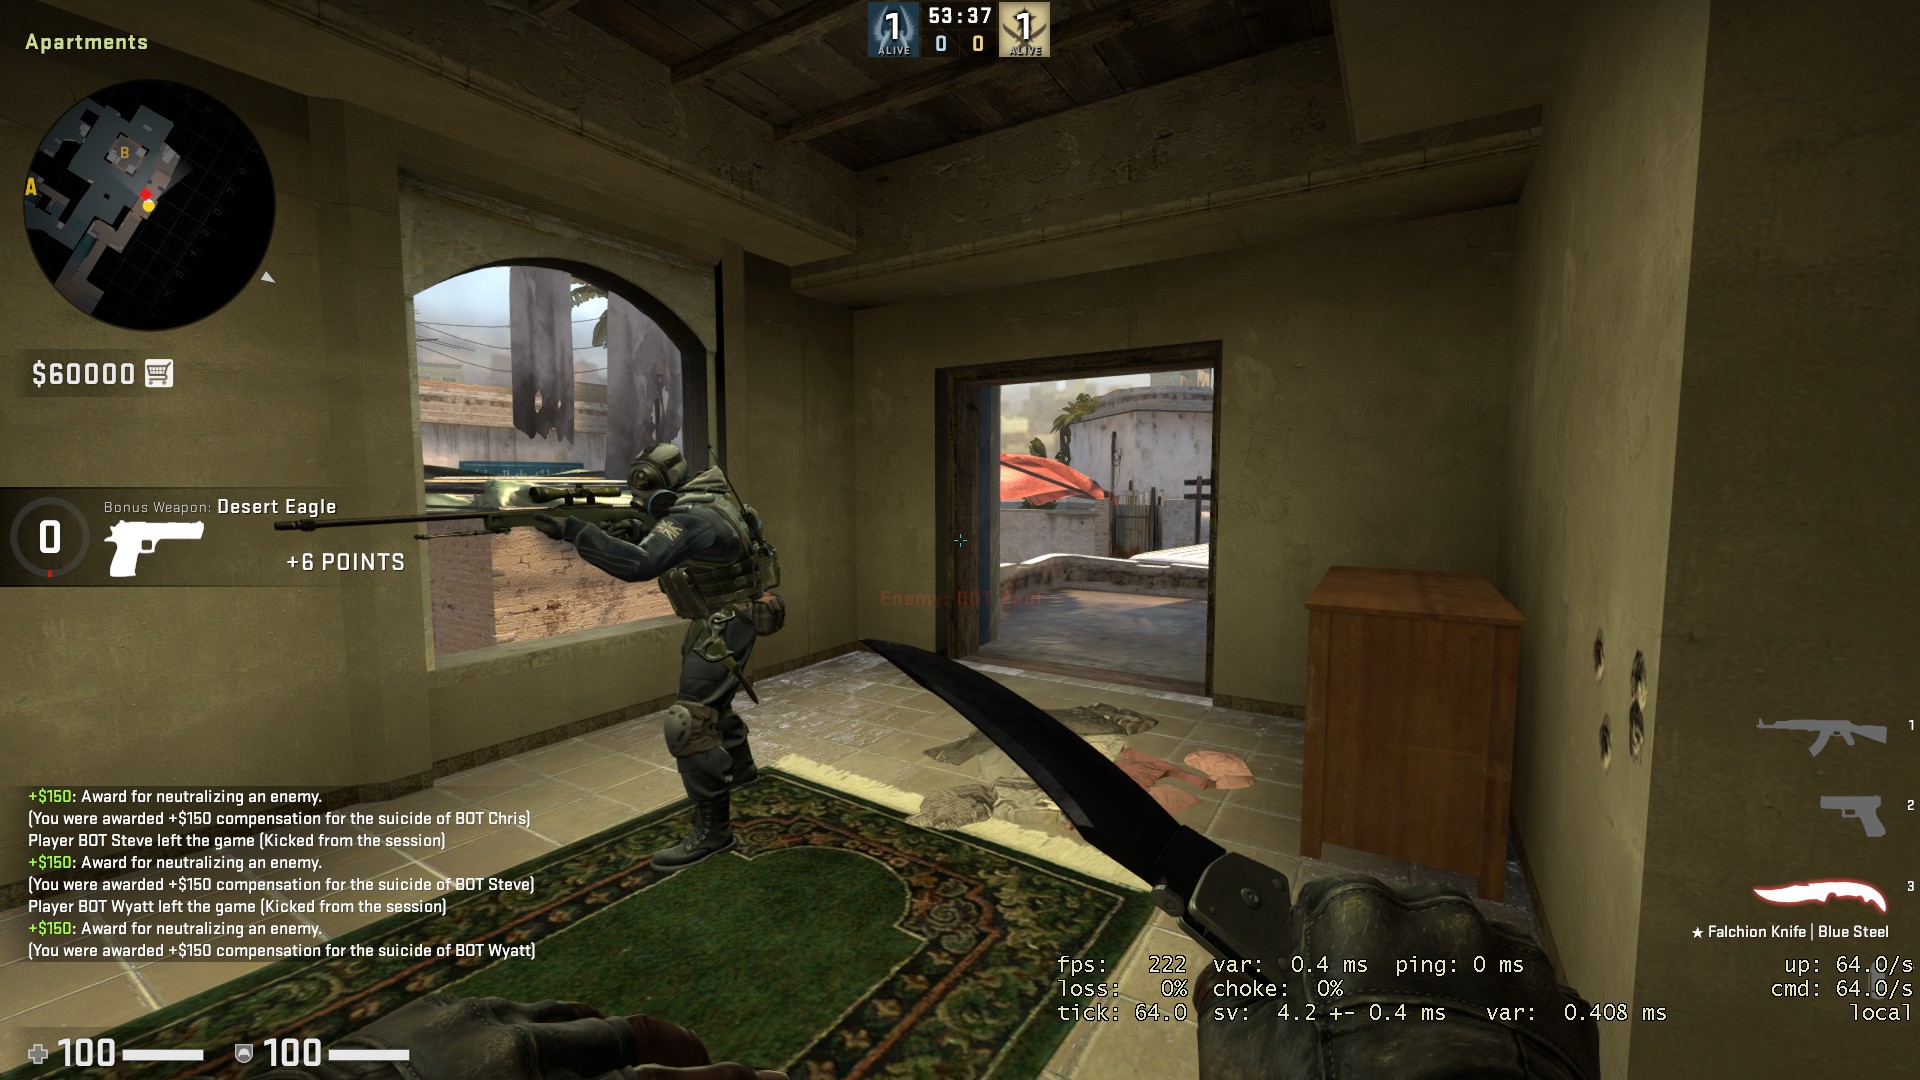 Apartments
1 ALIVE
53:37
0 0
1 ALIVE
B
A
$60000
0
Bonus Weapon: Desert Eagle
+6 POINTS
Enemy: BOT
1
2
3
★ Falchion Knife | Blue Steel
+$150: Award for neutralizing an enemy.
(You were awarded +$150 compensation for the suicide of BOT Chris)
Player BOT Steve left the game (Kicked from the session)
+$150: Award for neutralizing an enemy.
(You were awarded +$150 compensation for the suicide of BOT Steve)
Player BOT Wyatt left the game (Kicked from the session)
+$150: Award for neutralizing an enemy.
(You were awarded +$150 compensation for the suicide of BOT Wyatt)
fps: 222 var: 0.4 ms ping: 0 ms
loss: 0% choke: 0%
tick: 64.0 sv: 4.2 +- 0.4 ms var: 0.408 ms
up: 64.0/s
cmd: 64.0/s
local
100
100